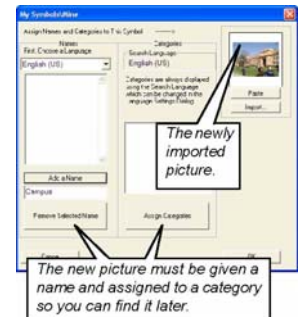 My Symbols\Mine
Assign Names and Categories to This Symbol
Names
First, Choose a Language
English (US)
Categories
Search Language:
English (US)
Categories are always displayed
using the Search Language
which can be changed in the
Language Settings Dialog.
Paste
Import...
The newly
imported
picture.
Add a Name
Campus
Remove Selected Name
Assign Categories
OK
The new picture must be given a
name and assigned to a category
so you can find it later.